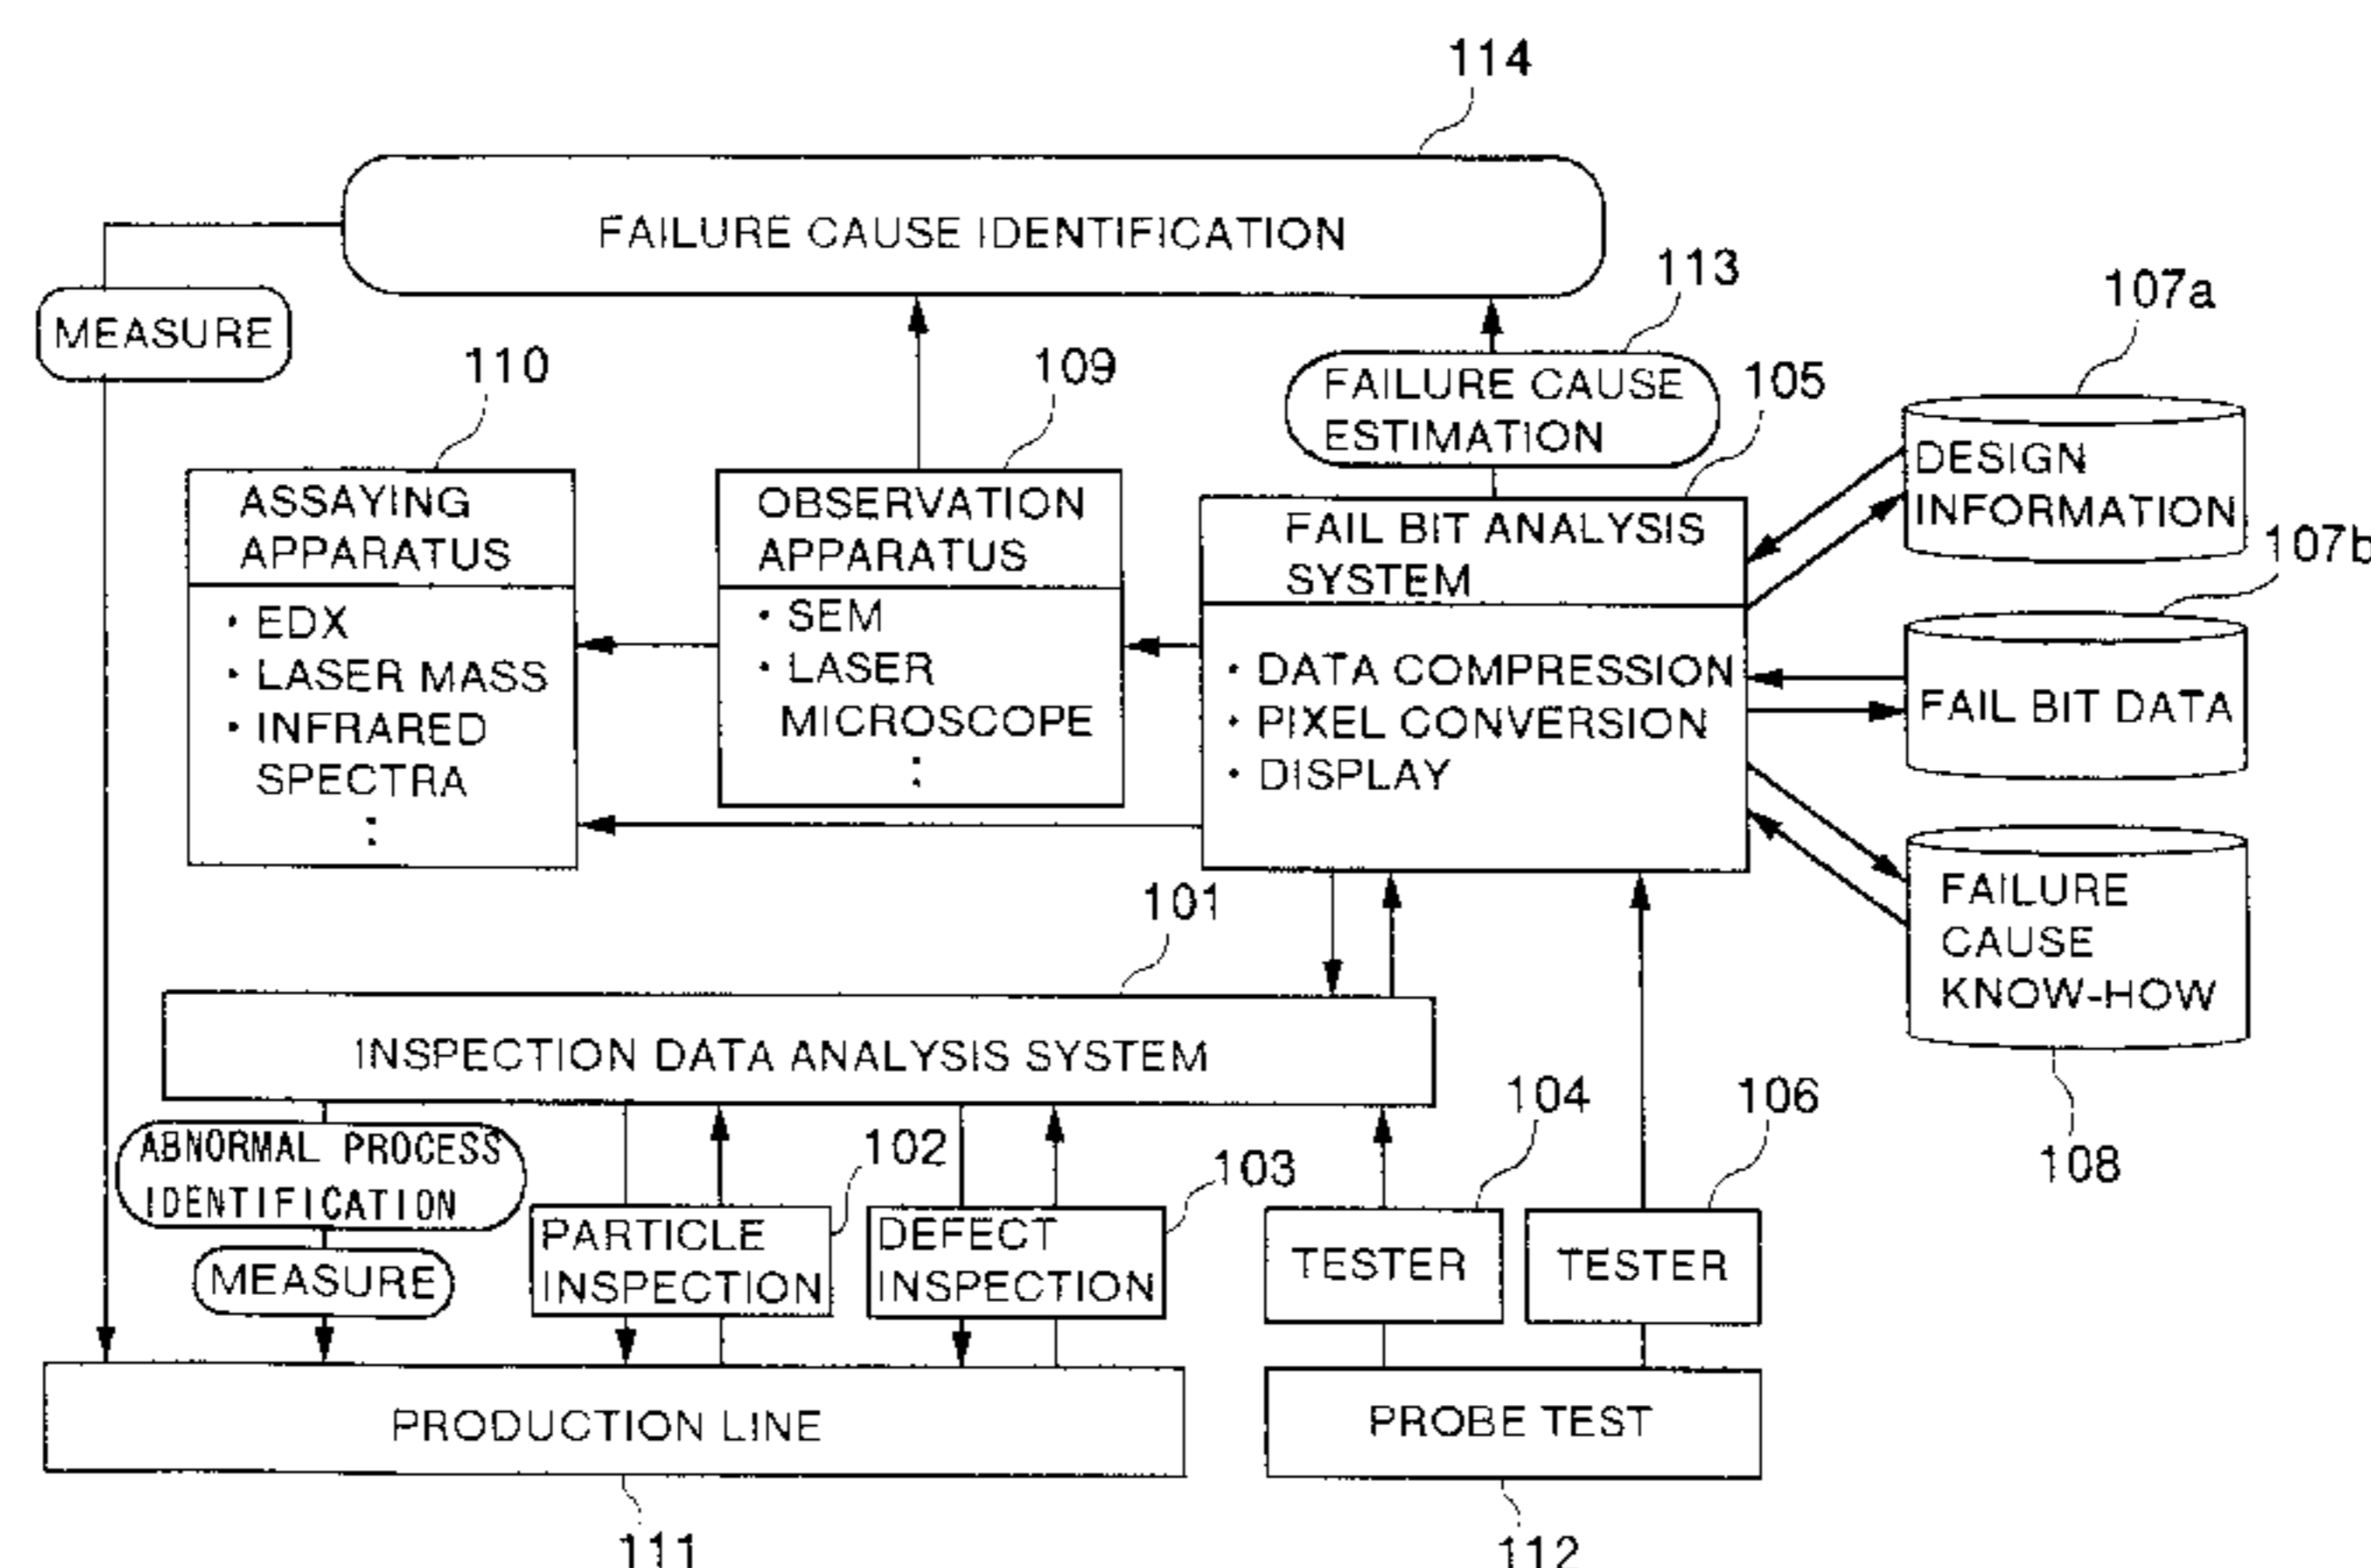 114
FAILURE CAUSE IDENTIFICATION
MEASURE
113
FAILURE CAUSE
ESTIMATION
107a
DESIGN
INFORMATION
110
ASSAYING
APPARATUS
• EDX
• LASER MASS
• INFRARED
SPECTRA
109
OBSERVATION
APPARATUS
• SEM
• LASER
MICROSCOPE
105
FAIL BIT ANALYSIS
SYSTEM
• DATA COMPRESSION
• PIXEL CONVERSION
• DISPLAY
107b
FAIL BIT DATA
FAILURE
CAUSE
KNOW-HOW
108
101
INSPECTION DATA ANALYSIS SYSTEM
ABNORMAL PROCESS
IDENTIFICATION
MEASURE
102
PARTICLE
INSPECTION
103
DEFECT
INSPECTION
104
TESTER
106
TESTER
PRODUCTION LINE
111
PROBE TEST
112